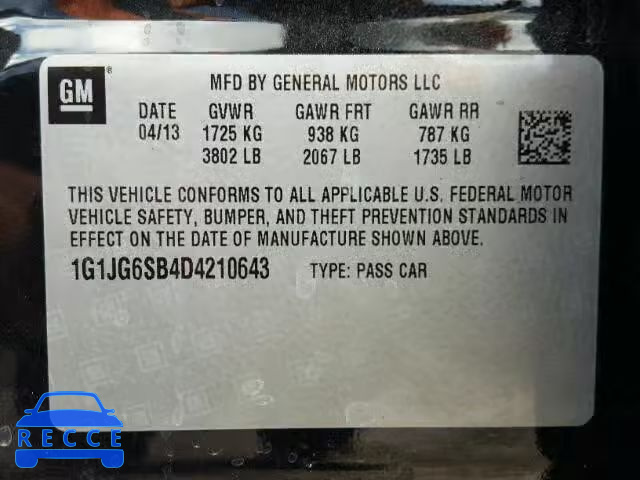 GM ®
MFD BY GENERAL MOTORS LLC
DATE GVWR GAWR FRT GAWR RR
04/13 1725 KG 938 KG 787 KG
3802 LB 2067 LB 1735 LB
THIS VEHICLE CONFORMS TO ALL APPLICABLE U.S. FEDERAL MOTOR
VEHICLE SAFETY, BUMPER, AND THEFT PREVENTION STANDARDS IN
EFFECT ON THE DATE OF MANUFACTURE SHOWN ABOVE.
1G1JG6SB4D4210643 TYPE: PASS CAR
RECCE